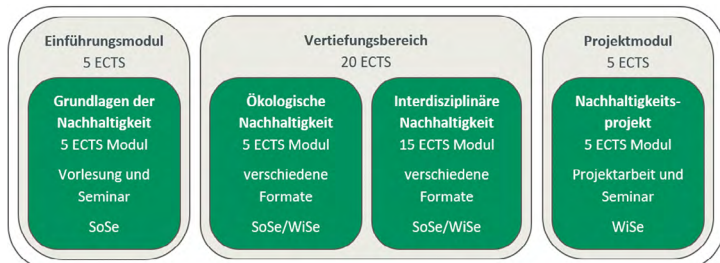 Einführungsmodul
5 ECTS
Grundlagen der
Nachhaltigkeit
5 ECTS Modul
Vorlesung und
Seminar
SoSe
Vertiefungsbereich
20 ECTS
Ökologische
Nachhaltigkeit
5 ECTS Modul
verschiedene
Formate
SoSe/WiSe
Interdisziplinäre
Nachhaltigkeit
15 ECTS Modul
verschiedene
Formate
SoSe/WiSe
Projektmodul
5 ECTS
Nachhaltigkeits-
projekt
5 ECTS Modul
Projektarbeit und
Seminar
WiSe